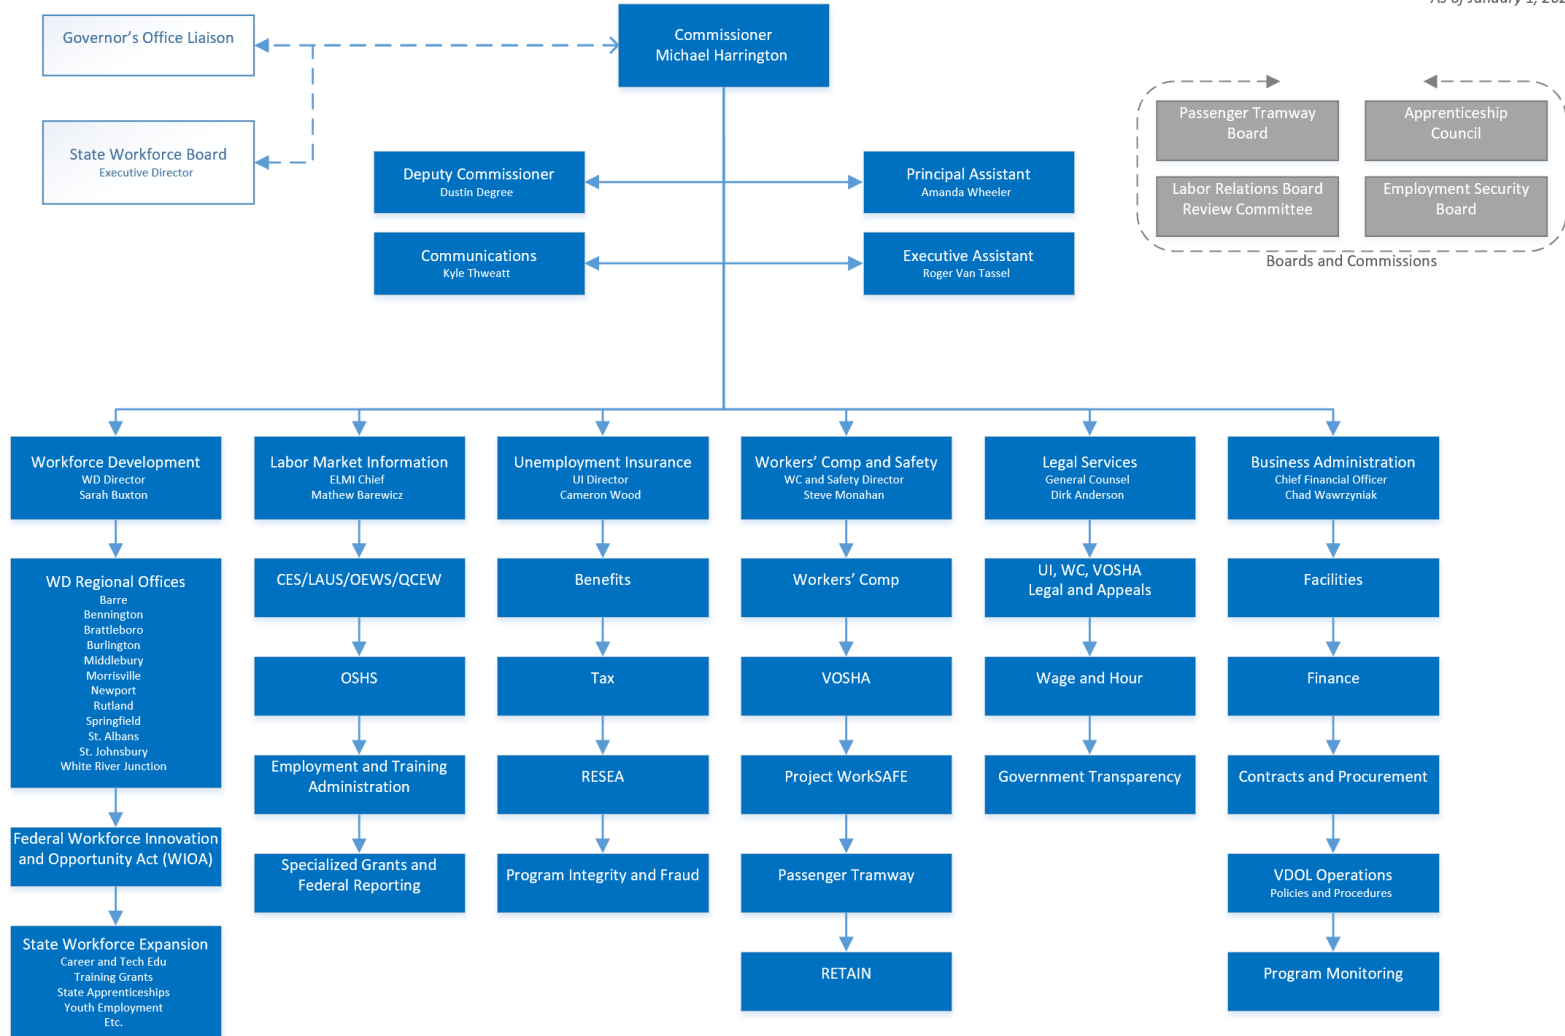 As of January 1,
Governor's Office Liaison
Commissioner
Michael Harrington
State Workforce Board
Executive Director
Deputy Commissioner
Dustin Degree
Principal Assistant
Amanda Wheeler
Communications
Kyle Thweatt
Executive Assistant
Roger Van Tassel
Passenger Tramway
Board
Apprenticeship
Council
Labor Relations Board
Review Committee
Employment Security
Board
Boards and Commissions
Workforce Development
WD Director
Sarah Buxton
Labor Market Information
ELMI Chief
Mathew Barewicz
Unemployment Insurance
UI Director
Cameron Wood
Workers' Comp and Safety
WC and Safety Director
Steve Monahan
Legal Services
General Counsel
Dirk Anderson
Business Administration
Chief Financial Officer
Chad Wawrzyniak
WD Regional Offices
Barre
Bennington
Brattleboro
Burlington
Middlebury
Morrisville
Newport
Rutland
Springfield
St. Albans
St. Johnsbury
White River Junction
Federal Workforce Innovation
and Opportunity Act (WIOA)
State Workforce Expansion
Career and Tech Edu
Training Grants
State Apprenticeships
Youth Employment
Etc.
CES/LAUS/OEWS/QCEW
OSHS
Employment and Training
Administration
Specialized Grants and
Federal Reporting
Benefits
Tax
RESEA
Program Integrity and Fraud
Workers' Comp
VOSHA
Project WorkSAFE
Passenger Tramway
RETAIN
UI, WC, VOSHA
Legal and Appeals
Wage and Hour
Government Transparency
Facilities
Finance
Contracts and Procurement
VDOL Operations
Policies and Procedures
Program Monitoring